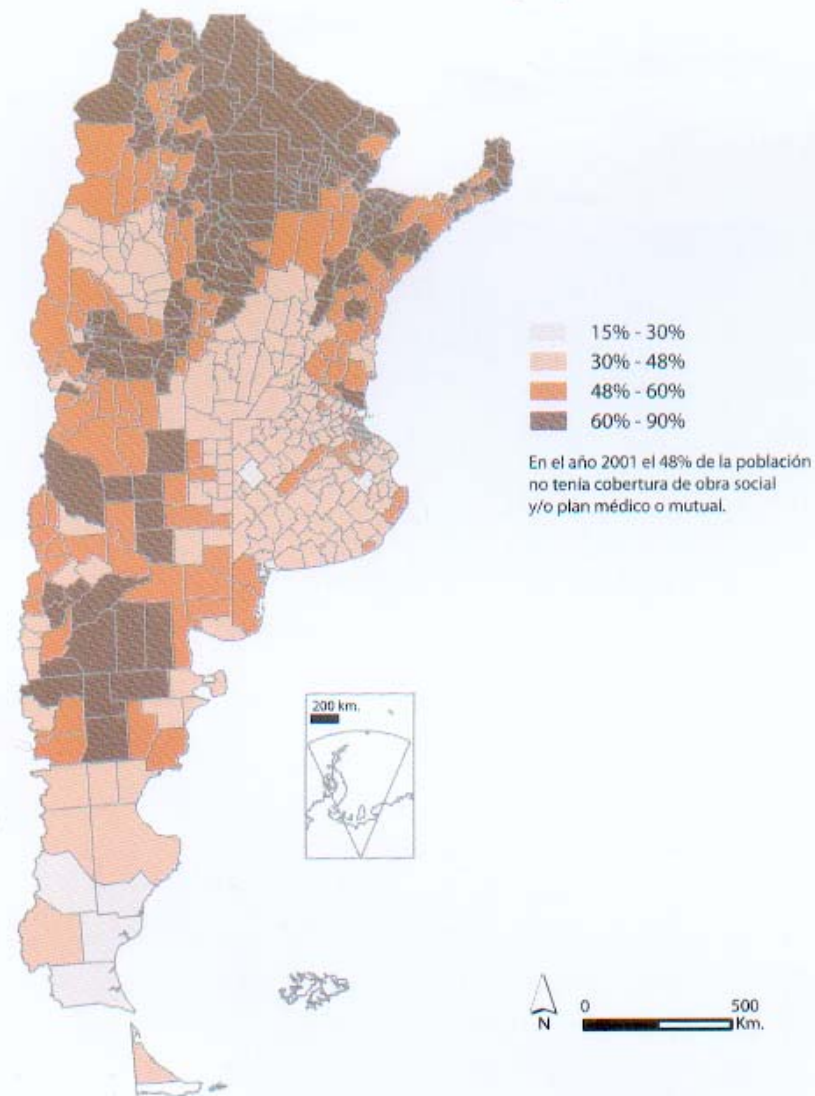 15% - 30%
30% - 48%
48% - 60%
60% - 90%
En el año 2001 el 48% de la población
no tenía cobertura de obra social
y/o plan médico o mutual.
200 km.
N
0 500
Km.